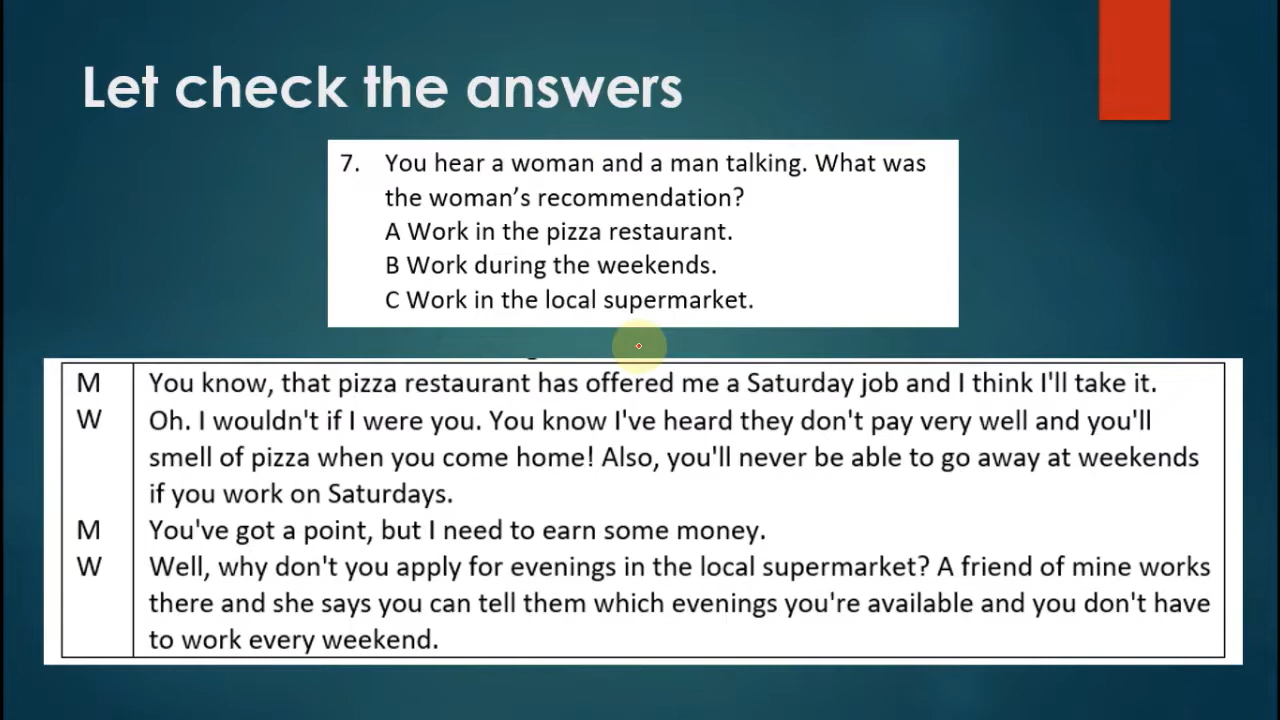 Let check the answers
7. You hear a woman and a man talking. What was
the woman’s recommendation?
A Work in the pizza restaurant.
B Work during the weekends.
C Work in the local supermarket.
M You know, that pizza restaurant has offered me a Saturday job and I think I'll take it.
W Oh. I wouldn't if I were you. You know I've heard they don't pay very well and you'll
smell of pizza when you come home! Also, you'll never be able to go away at weekends
if you work on Saturdays.
M You've got a point, but I need to earn some money.
W Well, why don't you apply for evenings in the local supermarket? A friend of mine works
there and she says you can tell them which evenings you're available and you don't have
to work every weekend.